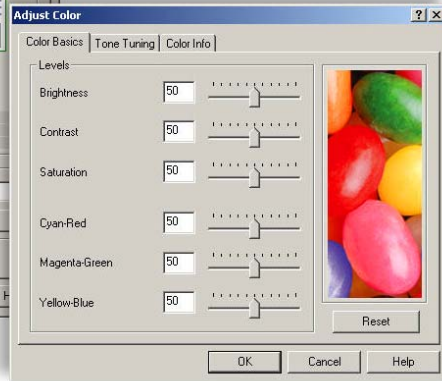 Adjust Color
Color Basics Tone Tuning Color Info
Levels
Brightness 50
Contrast 50
Saturation 50
Cyan-Red 50
Magenta-Green 50
Yellow-Blue 50
Reset
OK Cancel Help